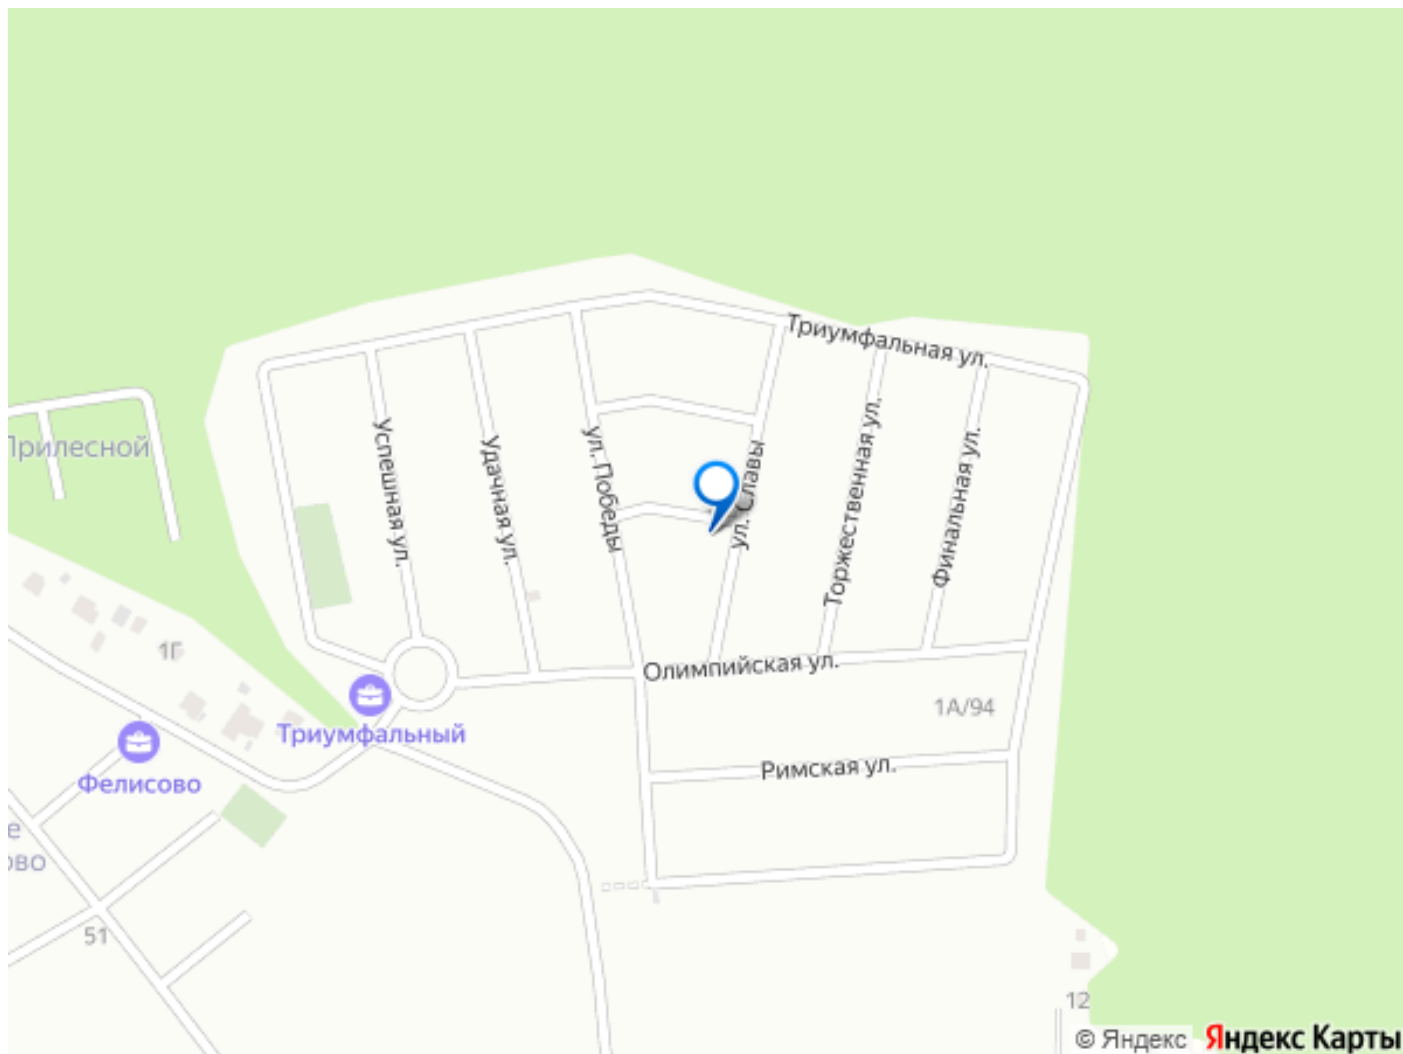 Триумфальная ул.
Прилесной
Успешная ул.
Удачная ул.
ул. Победы
ул. Славы
Торжественная ул.
Финальная ул.
1Г
Олимпийская ул.
1А/94
Триумфальный
Римская ул.
Фелисово
е
ово
51
12
© Яндекс Яндекс Карты